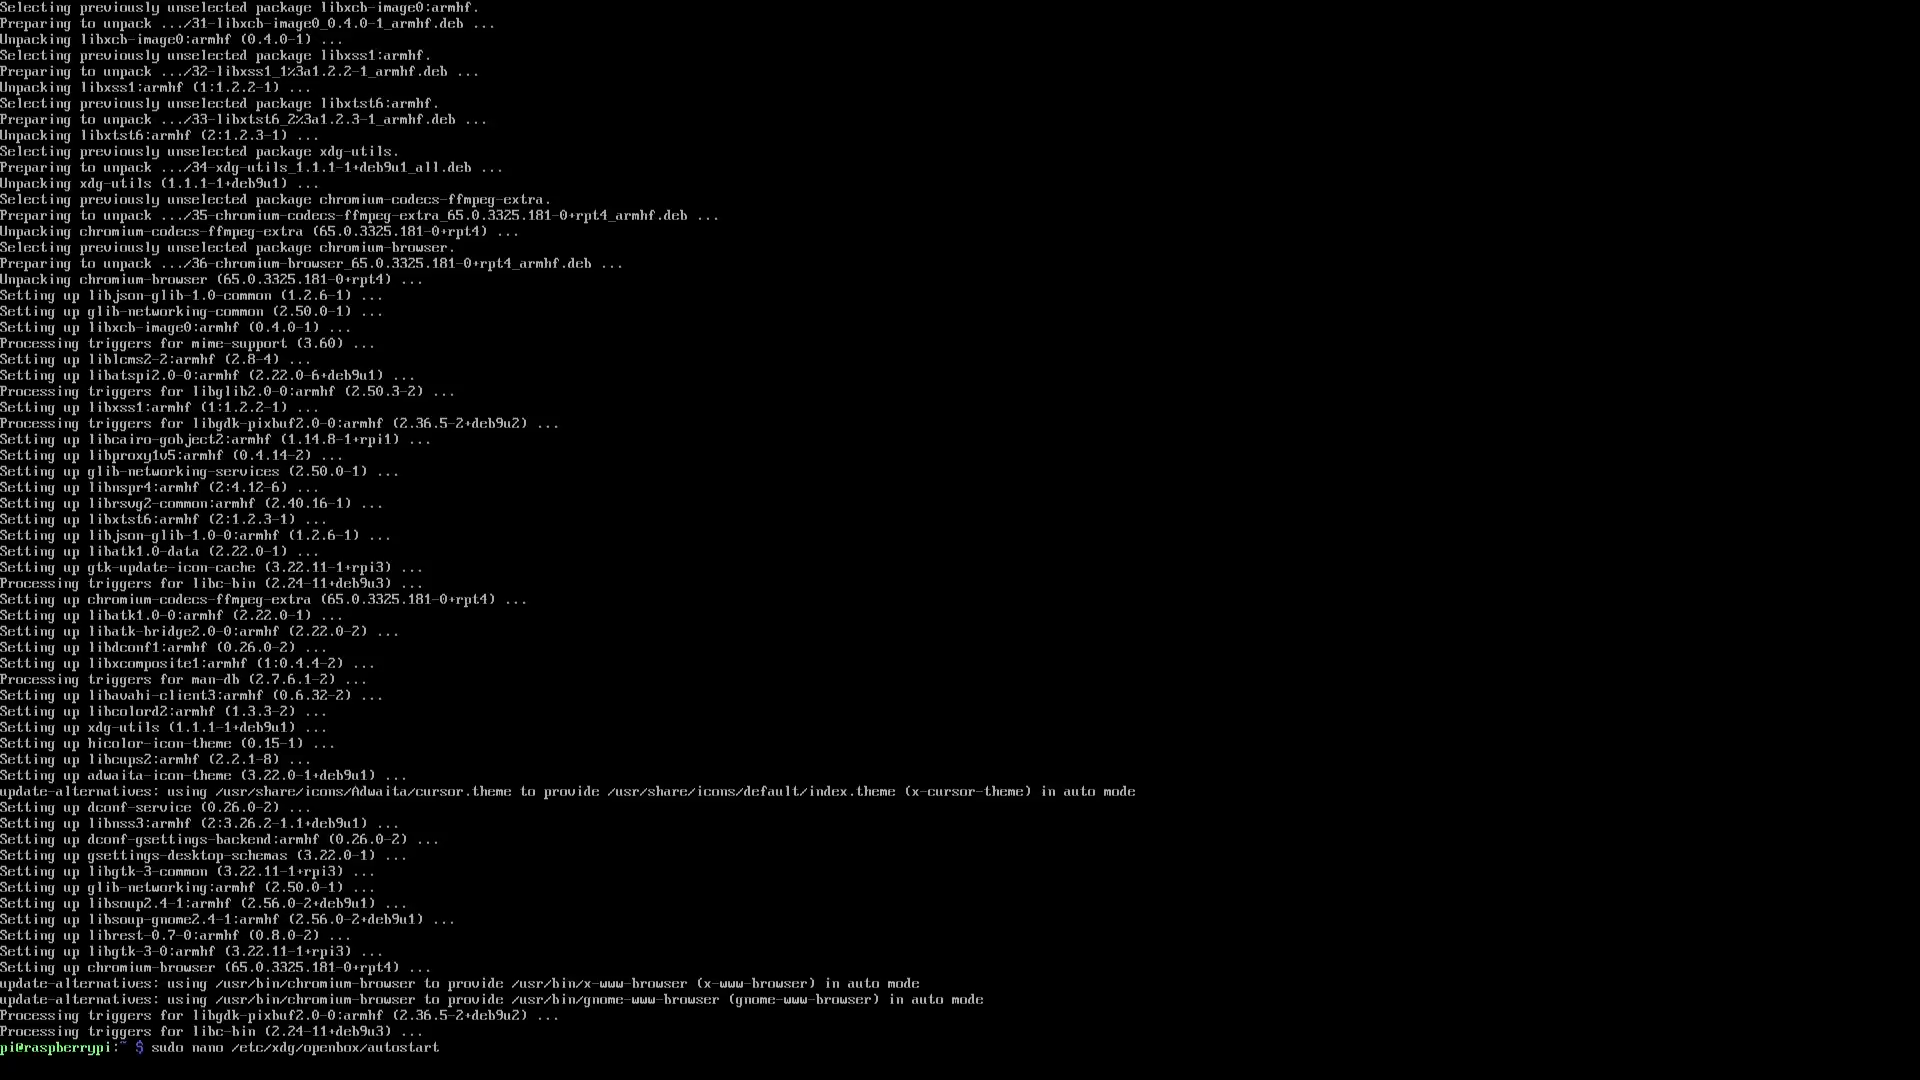 Selecting previously unselected package libxcb-image0:armhf.
Preparing to unpack .../31-libxcb-image0_0.4.0-1_armhf.deb ...
Unpacking libxcb-image0:armhf (0.4.0-1) ...
Selecting previously unselected package libxss1:armhf.
Preparing to unpack .../32-libxss1_1%3a1.2.2-1_armhf.deb ...
Unpacking libxss1:armhf (1:1.2.2-1) ...
Selecting previously unselected package libxtst6:armhf.
Preparing to unpack .../33-libxtst6_2%3a1.2.3-1_armhf.deb ...
Unpacking libxtst6:armhf (2:1.2.3-1) ...
Selecting previously unselected package xdg-utils.
Preparing to unpack .../34-xdg-utils_1.1.1-1+deb9u1_all.deb ...
Unpacking xdg-utils (1.1.1-1+deb9u1) ...
Selecting previously unselected package chromium-codecs-ffmpeg-extra.
Preparing to unpack .../35-chromium-codecs-ffmpeg-extra_65.0.3325.181-0+rpt4_armhf.deb ...
Unpacking chromium-codecs-ffmpeg-extra (65.0.3325.181-0+rpt4) ...
Selecting previously unselected package chromium-browser.
Preparing to unpack .../36-chromium-browser_65.0.3325.181-0+rpt4_armhf.deb ...
Unpacking chromium-browser (65.0.3325.181-0+rpt4) ...
Setting up libjson-glib-1.0-common (1.2.6-1) ...
Setting up glib-networking-common (2.50.0-1) ...
Setting up libxcb-image0:armhf (0.4.0-1) ...
Processing triggers for mime-support (3.60) ...
Setting up liblcms2-2:armhf (2.8-4) ...
Setting up libatspi2.0-0:armhf (2.22.0-6+deb9u1) ...
Processing triggers for libglib2.0-0:armhf (2.50.3-2) ...
Setting up libxss1:armhf (1:1.2.2-1) ...
Processing triggers for libgdk-pixbuf2.0-0:armhf (2.36.5-2+deb9u2) ...
Setting up libcairo-gobject2:armhf (1.14.8-1+rpi1) ...
Setting up libproxy1v5:armhf (0.4.14-2) ...
Setting up glib-networking-services (2.50.0-1) ...
Setting up libnspr4:armhf (2:4.12-6) ...
Setting up librsvg2-common:armhf (2.40.16-1) ...
Setting up libxtst6:armhf (2:1.2.3-1) ...
Setting up libjson-glib-1.0-0:armhf (1.2.6-1) ...
Setting up libatk1.0-data (2.22.0-1) ...
Setting up gtk-update-icon-cache (3.22.11-1+rpi3) ...
Processing triggers for libc-bin (2.24-11+deb9u3) ...
Setting up chromium-codecs-ffmpeg-extra (65.0.3325.181-0+rpt4) ...
Setting up libatk1.0-0:armhf (2.22.0-1) ...
Setting up libatk-bridge2.0-0:armhf (2.22.0-2) ...
Setting up libdconf1:armhf (0.26.0-2) ...
Setting up libxcomposite1:armhf (1:0.4.4-2) ...
Processing triggers for man-db (2.7.6.1-2) ...
Setting up libavahi-client3:armhf (0.6.32-2) ...
Setting up libcolord2:armhf (1.3.3-2) ...
Setting up xdg-utils (1.1.1-1+deb9u1) ...
Setting up hicolor-icon-theme (0.15-1) ...
Setting up libcups2:armhf (2.2.1-8) ...
Setting up adwaita-icon-theme (3.22.0-1+deb9u1) ...
update-alternatives: using /usr/share/icons/Adwaita/cursor.theme to provide /usr/share/icons/default/index.theme (x-cursor-theme) in auto mode
Setting up dconf-service (0.26.0-2) ...
Setting up libnss3:armhf (2:3.26.2-1.1+deb9u1) ...
Setting up dconf-gsettings-backend:armhf (0.26.0-2) ...
Setting up gsettings-desktop-schemas (3.22.0-1) ...
Setting up libgtk-3-common (3.22.11-1+rpi3) ...
Setting up glib-networking:armhf (2.50.0-1) ...
Setting up libsoup2.4-1:armhf (2.56.0-2+deb9u1) ...
Setting up libsoup-gnome2.4-1:armhf (2.56.0-2+deb9u1) ...
Setting up librest-0.7-0:armhf (0.8.0-2) ...
Setting up libgtk-3-0:armhf (3.22.11-1+rpi3) ...
Setting up chromium-browser (65.0.3325.181-0+rpt4) ...
update-alternatives: using /usr/bin/chromium-browser to provide /usr/bin/x-www-browser (x-www-browser) in auto mode
update-alternatives: using /usr/bin/chromium-browser to provide /usr/bin/gnome-www-browser (gnome-www-browser) in auto mode
Processing triggers for libgdk-pixbuf2.0-0:armhf (2.36.5-2+deb9u2) ...
Processing triggers for libc-bin (2.24-11+deb9u3) ...
pi@raspberrypi:~ $ sudo nano /etc/xdg/openbox/autostart